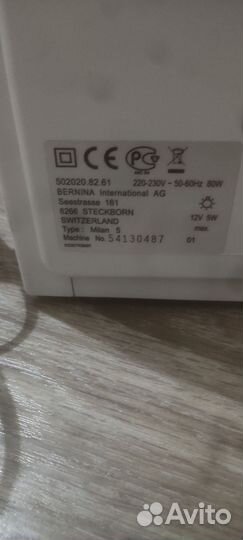 CE
502020.82.61 220-230V ~ 50-60Hz 80W
BERNINA International AG
Seestrasse 161
8266 STECKBORN
SWITZERLAND 12V 5W
Type : Milan 5 max.
Machine No. 54130487 01
Avito